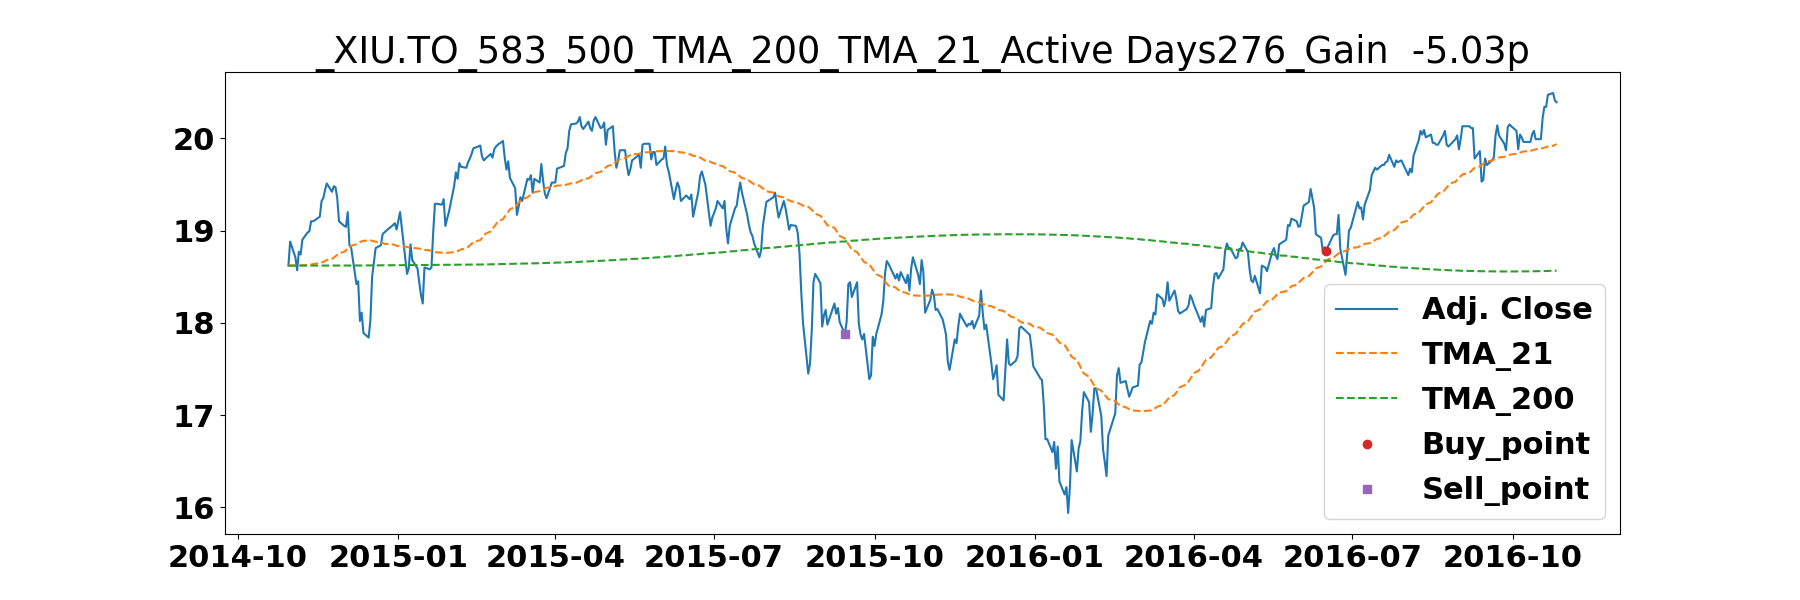 _XIU.TO_583_500_TMA_200_TMA_21_Active Days276_Gain  -5.03p
20
19
18
17
16
2014-10 2015-01 2015-04 2015-07 2015-10 2016-01 2016-04 2016-07 2016-10
Adj. Close
TMA_21
TMA_200
Buy_point
Sell_point